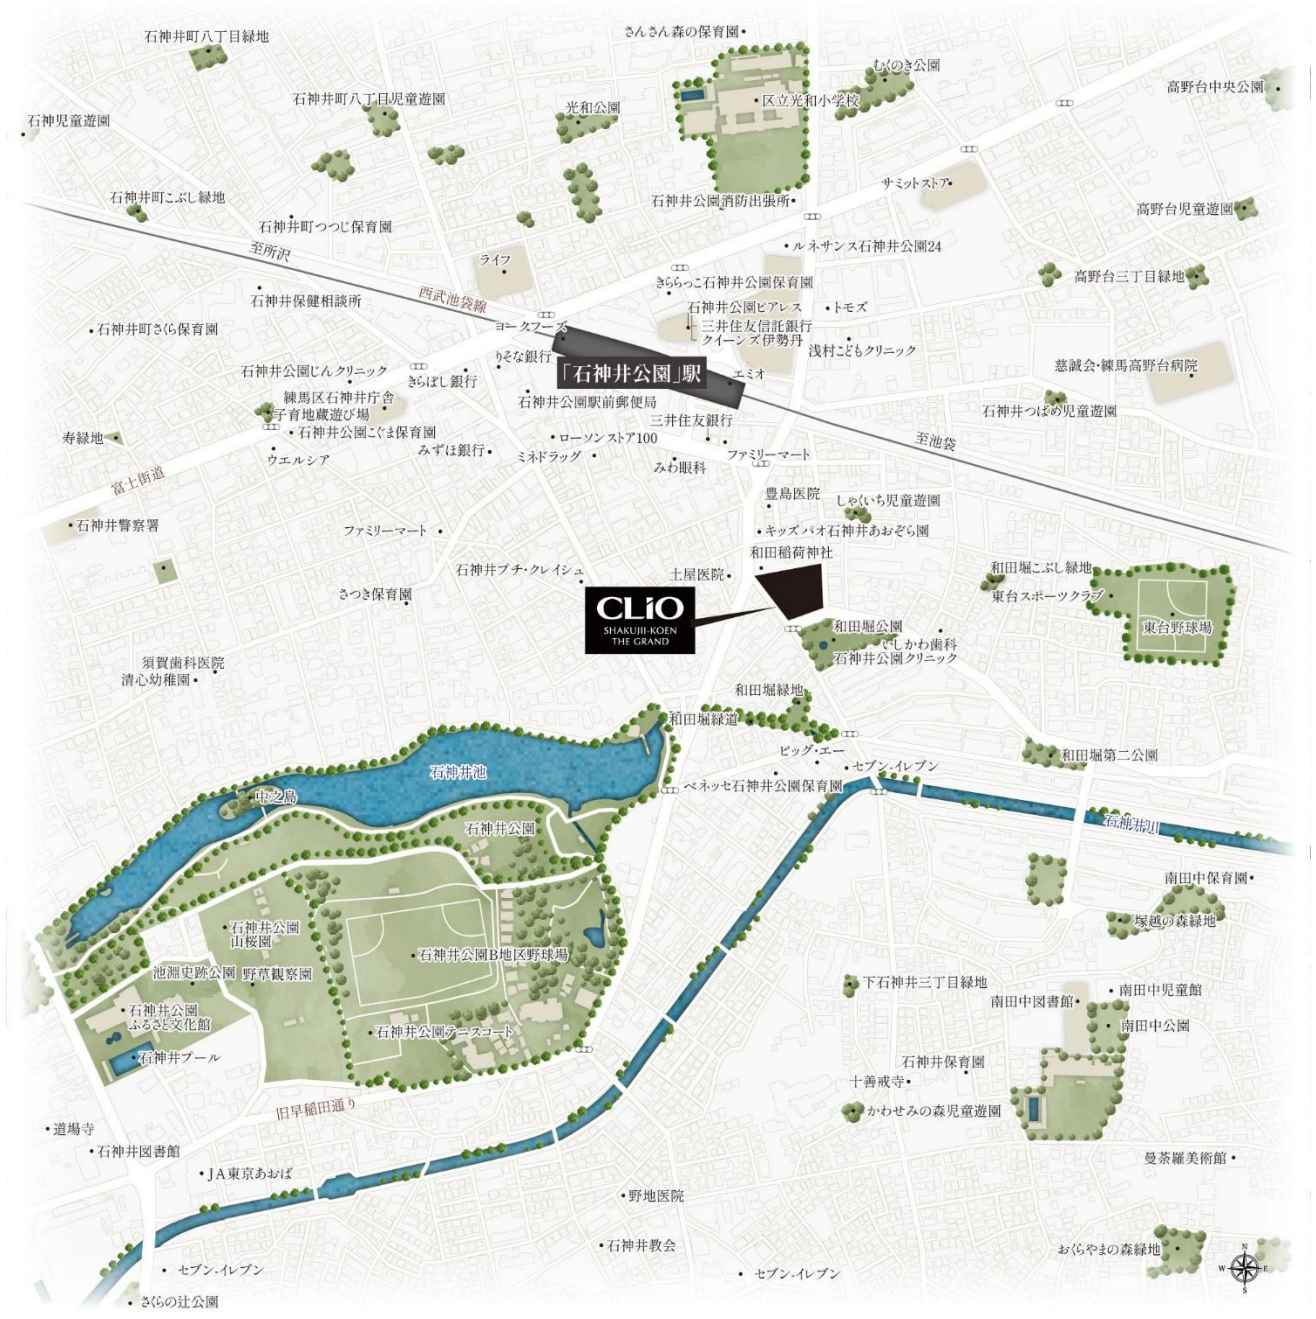 石神井町八丁目緑地
さんさん森の保育園
むくのき公園
高野台中央公園
石神井町八丁目児童遊園
光和公園
区立光和小学校
石神児童遊園
サミットストア
石神井町こぶし緑地
石神井公園消防出張所
高野台児童遊園
石神井町つつじ保育園
至所沢
ルネサンス石神井公園24
ライフ
高野台三丁目緑地
きららっこ石神井公園保育園
石神井保健相談所
西武池袋線
石神井公園ピアレス
トモズ
石神井町さくら保育園
ヨークフーズ
三井住友信託銀行
クイーンズ伊勢丹
浅村こどもクリニック
りそな銀行
石神井公園じんクリニック
きらぼし銀行
「石神井公園」駅
エミオ
慈誠会・練馬高野台病院
練馬区石神井庁舎
子育地蔵遊び場
石神井公園駅前郵便局
石神井つつばめ児童遊園
三井住友銀行
寿緑地
石神井公園こぐま保育園
ローソンストア100
至池袋
ウエルシア
みずほ銀行
ミネドラッグ
みわ眼科
ファミリーマート
富士街道
豊島医院
しゃくいち児童遊園
石神井警察署
ファミリーマート
キッズパオ石神井あおぞら園
和田稲荷神社
石神井プチ・クレイシュ
土屋医院
和田堀こぶし緑地
さつき保育園
東台スポーツクラブ
CLiO
SHAKUJII-KOEN
THE GRAND
和田堀公園
東台野球場
いしかわ歯科
石神井公園クリニック
須賀歯科医院
清心幼稚園
和田堀緑地
和田堀緑道
ビッグ・エー
和田堀第二公園
石神井池
セブン-イレブン
ベネッセ石神井公園保育園
中之島
石神井公園
石神井川
南田中保育園
石神井公園
山桜園
塚越の森緑地
石神井公園B地区野球場
池淵史跡公園
野草観察園
下石神井三丁目緑地
南田中図書館
南田中児童館
石神井公園
ふるさと文化館
石神井公園テニスコート
南田中公園
石神井プール
石神井保育園
十善戒寺
旧早稲田通り
かわせみの森児童遊園
道場寺
石神井図書館
曼荼羅美術館
JA東京あおば
野地医院
石神井教会
おくらやまの森緑地
N
W
E
S
セブン-イレブン
セブン-イレブン
さくらの辻公園